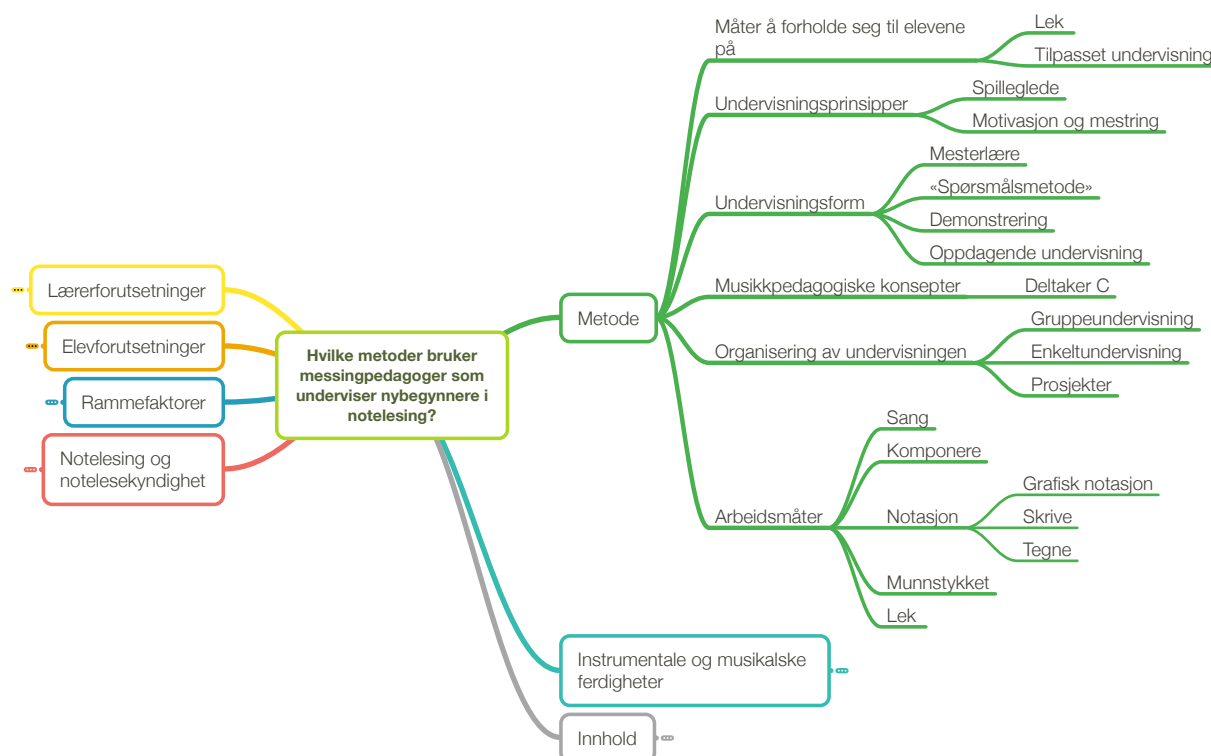 Lærerforutsetninger
Elevforutsetninger
Rammefaktorer
Notelesing og
notelesekyndighet
Hvilke metoder bruker
messingpedagoger som
underviser nybegynnere i
notelesing?
Metode
Måter å forholde seg til elevene
på
Lek
Tilpasset undervisning
Undervisningsprinsipper
Spilleglede
Motivasjon og mestring
Undervisningsform
Mesterlære
«Spørsmålsmetode»
Demonstrering
Oppdagende undervisning
Musikkpedagogiske konsepter
Deltaker C
Organisering av undervisningen
Gruppeundervisning
Enkeltundervisning
Prosjekter
Arbeidsmåter
Sang
Komponere
Notasjon
Grafisk notasjon
Skrive
Tegne
Munnstykket
Lek
Instrumentale og musikalske
ferdigheter
Innhold